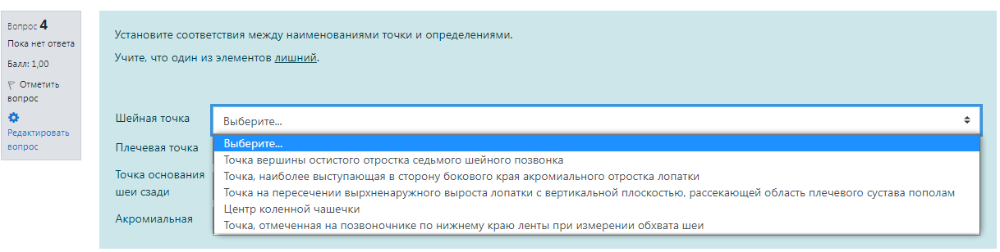 Вопрос 4
Пока нет ответа
Балл: 1,00
Отметить
вопрос
Редактировать
вопрос
Установите соответствия между наименованиями точки и определениями.
Учите, что один из элементов лишний.
Шейная точка
Выберите...
Плечевая точка
Точка основания
шеи сзади
Акромиальная
Выберите...
Точка вершины остистого отростка седьмого шейного позвонка
Точка, наиболее выступающая в сторону бокового края акромиального отростка лопатки
Точка на пересечении вырхненаружного выроста лопатки с вертикальной плоскостью, рассекающей область плечевого сустава пополам
Центр коленной чашечки
Точка, отмеченная на позвоночнике по нижнему краю ленты при измерении обхвата шеи